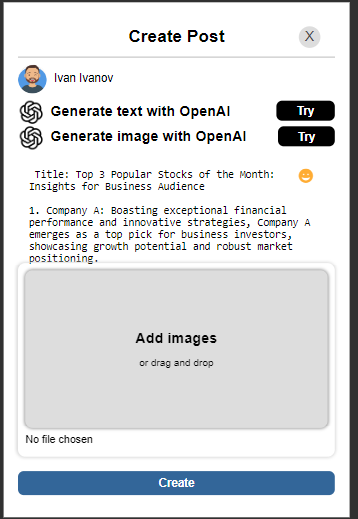 Create Post
X
Ivan Ivanov
Generate text with OpenAI Try
Generate image with OpenAI Try
Title: Top 3 Popular Stocks of the Month:
Insights for Business Audience
1. Company A: Boasting exceptional financial
performance and innovative strategies, Company A
emerges as a top pick for business investors,
showcasing growth potential and robust market
positioning.
Add images
or drag and drop
No file chosen
Create